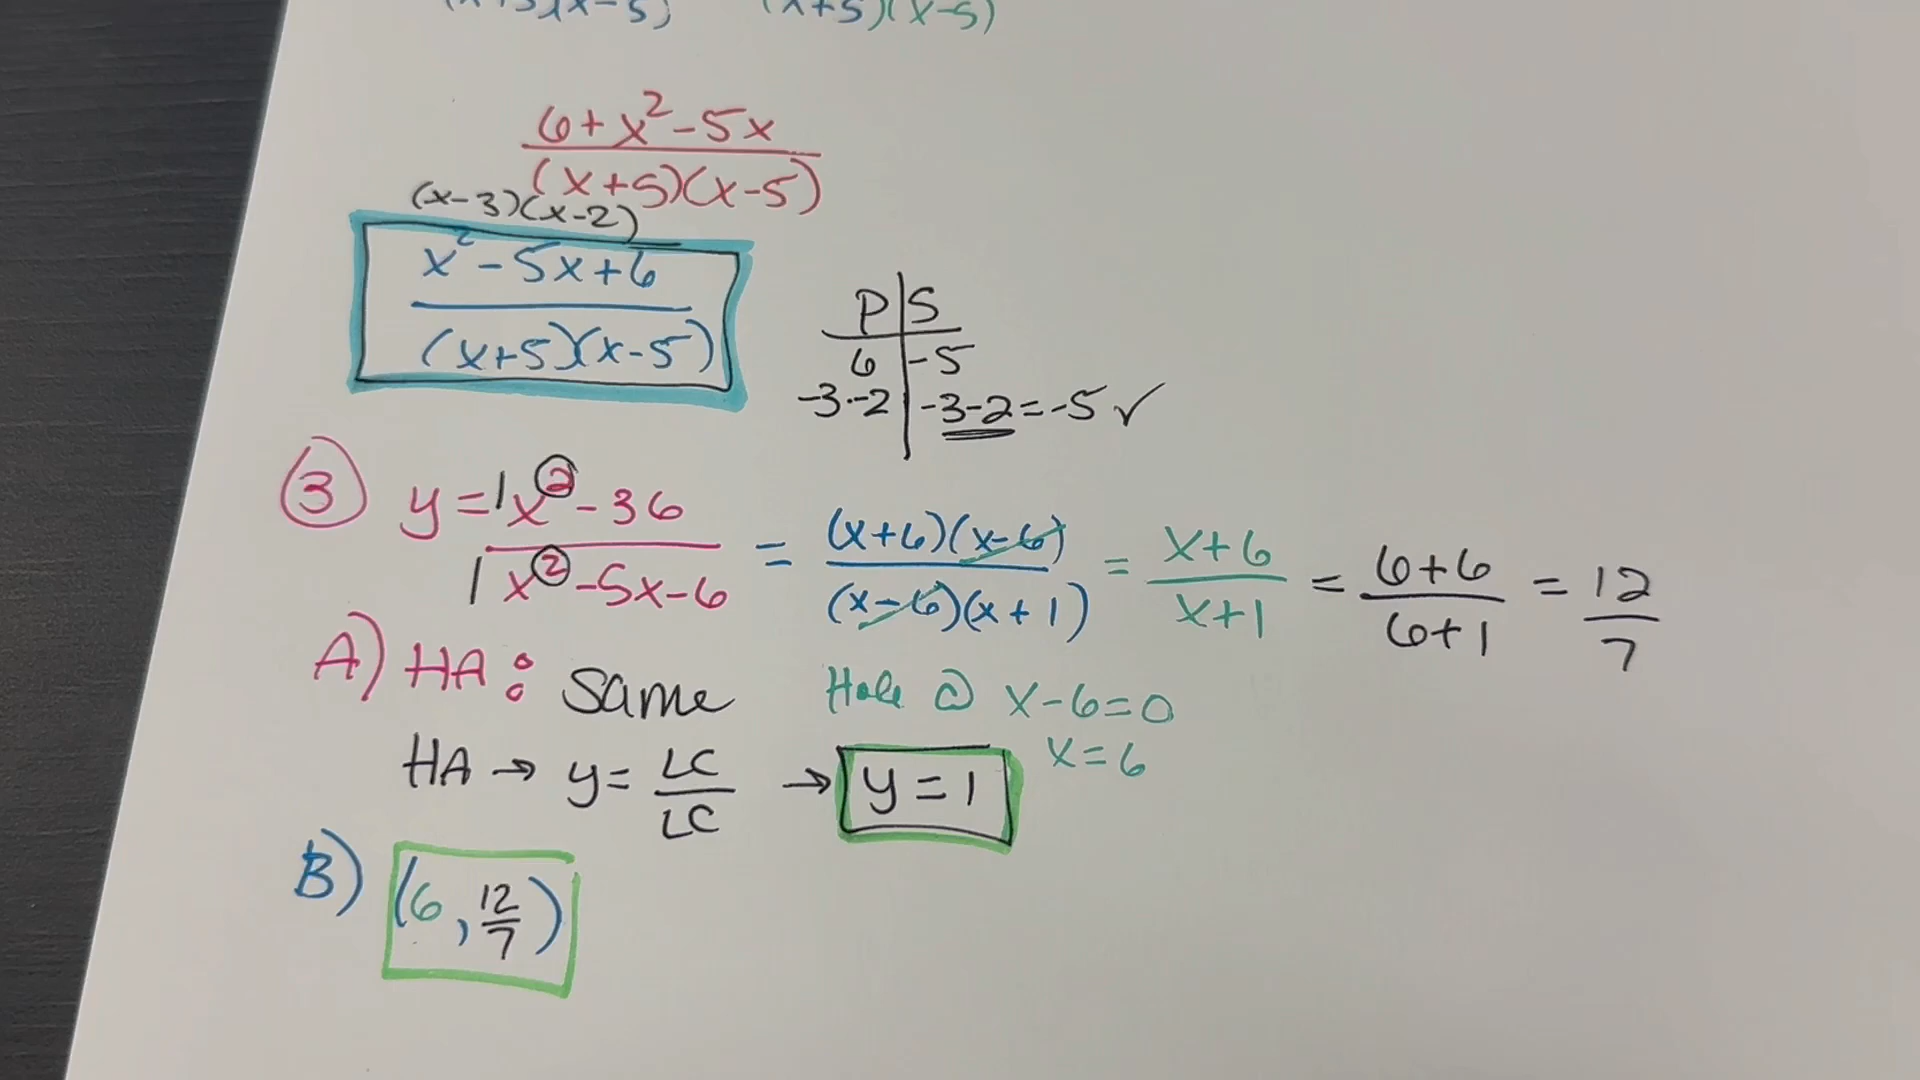 (x+5)(x-5) (x+5)(x-5)
6+x²-5x
(x+5)(x-5)
(x-3)(x-2)
x²-5x+6
(x+5)(x-5)
P | S
6 | -5
-3·-2 | -3-2=-5 ✓
③ y = 1x²-36 / 1x²-5x-6 = (x+6)(x-6) / (x-6)(x+1) = x+6 / x+1 = 6+6 / 6+1 = 12 / 7
A) HA: Same
Hole @ x-6=0
x=6
HA → y= LC / LC → y=1
B) (6, 12/7)